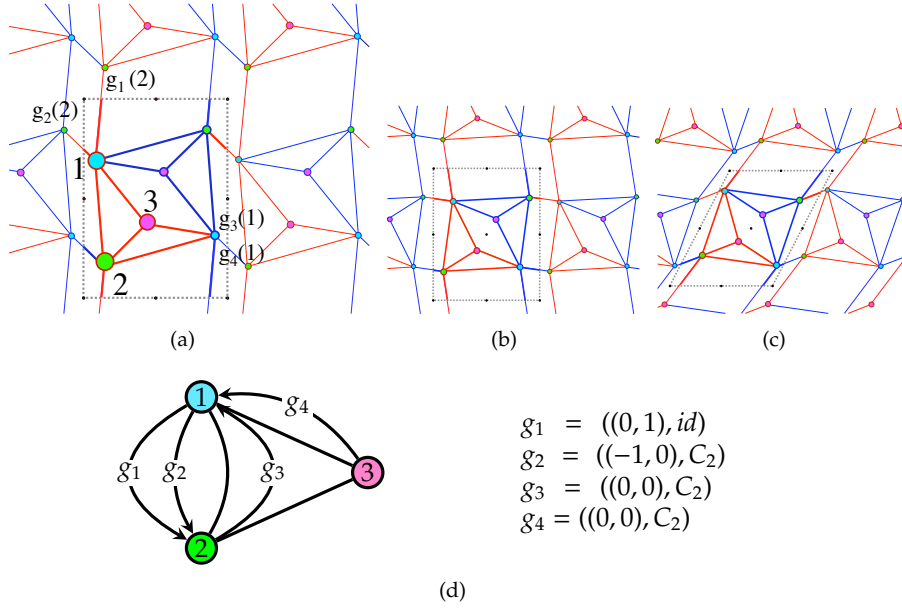 g₁(2)
g₂(2)
1
3
g₃(1)
g₄(1)
2
(a)
(b)
(c)
1
g₄
g₁
g₂
g₃
3
2
g₁ = ((0, 1), id)
g₂ = ((−1, 0), C₂)
g₃ = ((0, 0), C₂)
g₄ = ((0, 0), C₂)
(d)